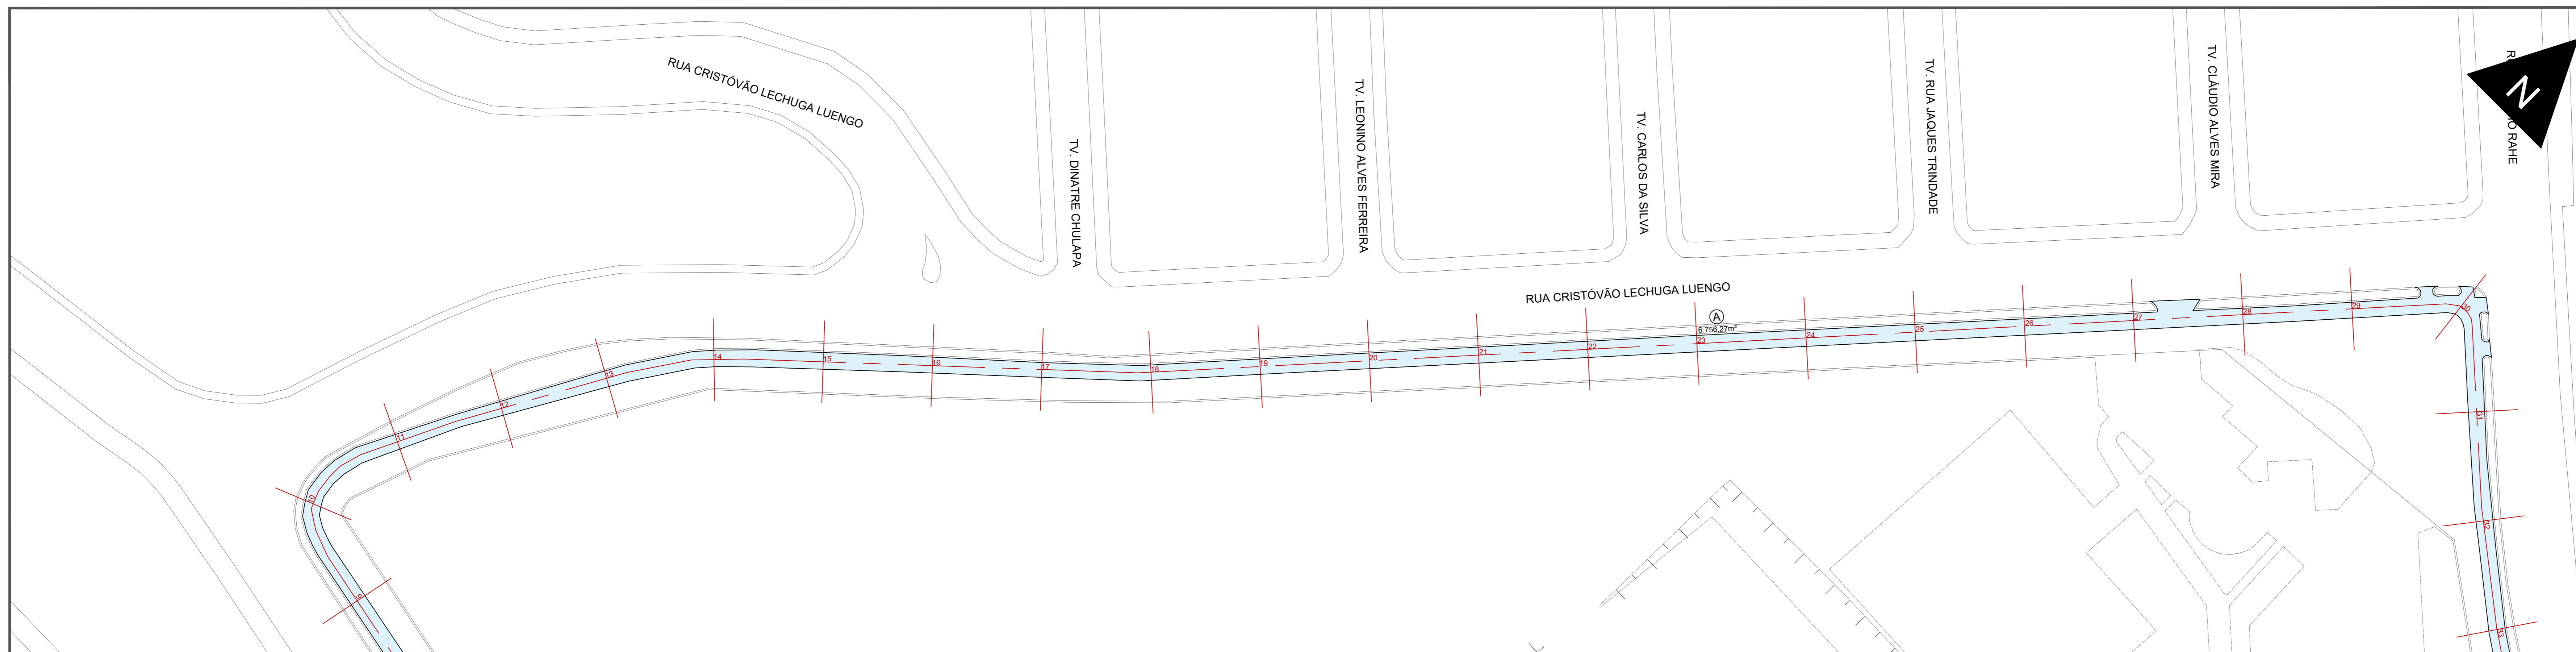 RUA CRISTÓVÃO LECHUGA LUENGO
TV. DINATRE CHULAPA
TV. LEONINO ALVES FERREIRA
TV. CARLOS DA SILVA
TV. RUA JAQUES TRINDADE
TV. CLÁUDIO ALVES MIRA
RAHE
N
RUA CRISTÓVÃO LECHUGA LUENGO
A
6.756,27m²
9
10
11
12
13
14
15
16
17
18
19
20
21
22
23
24
25
26
27
28
29
30
31
32
33